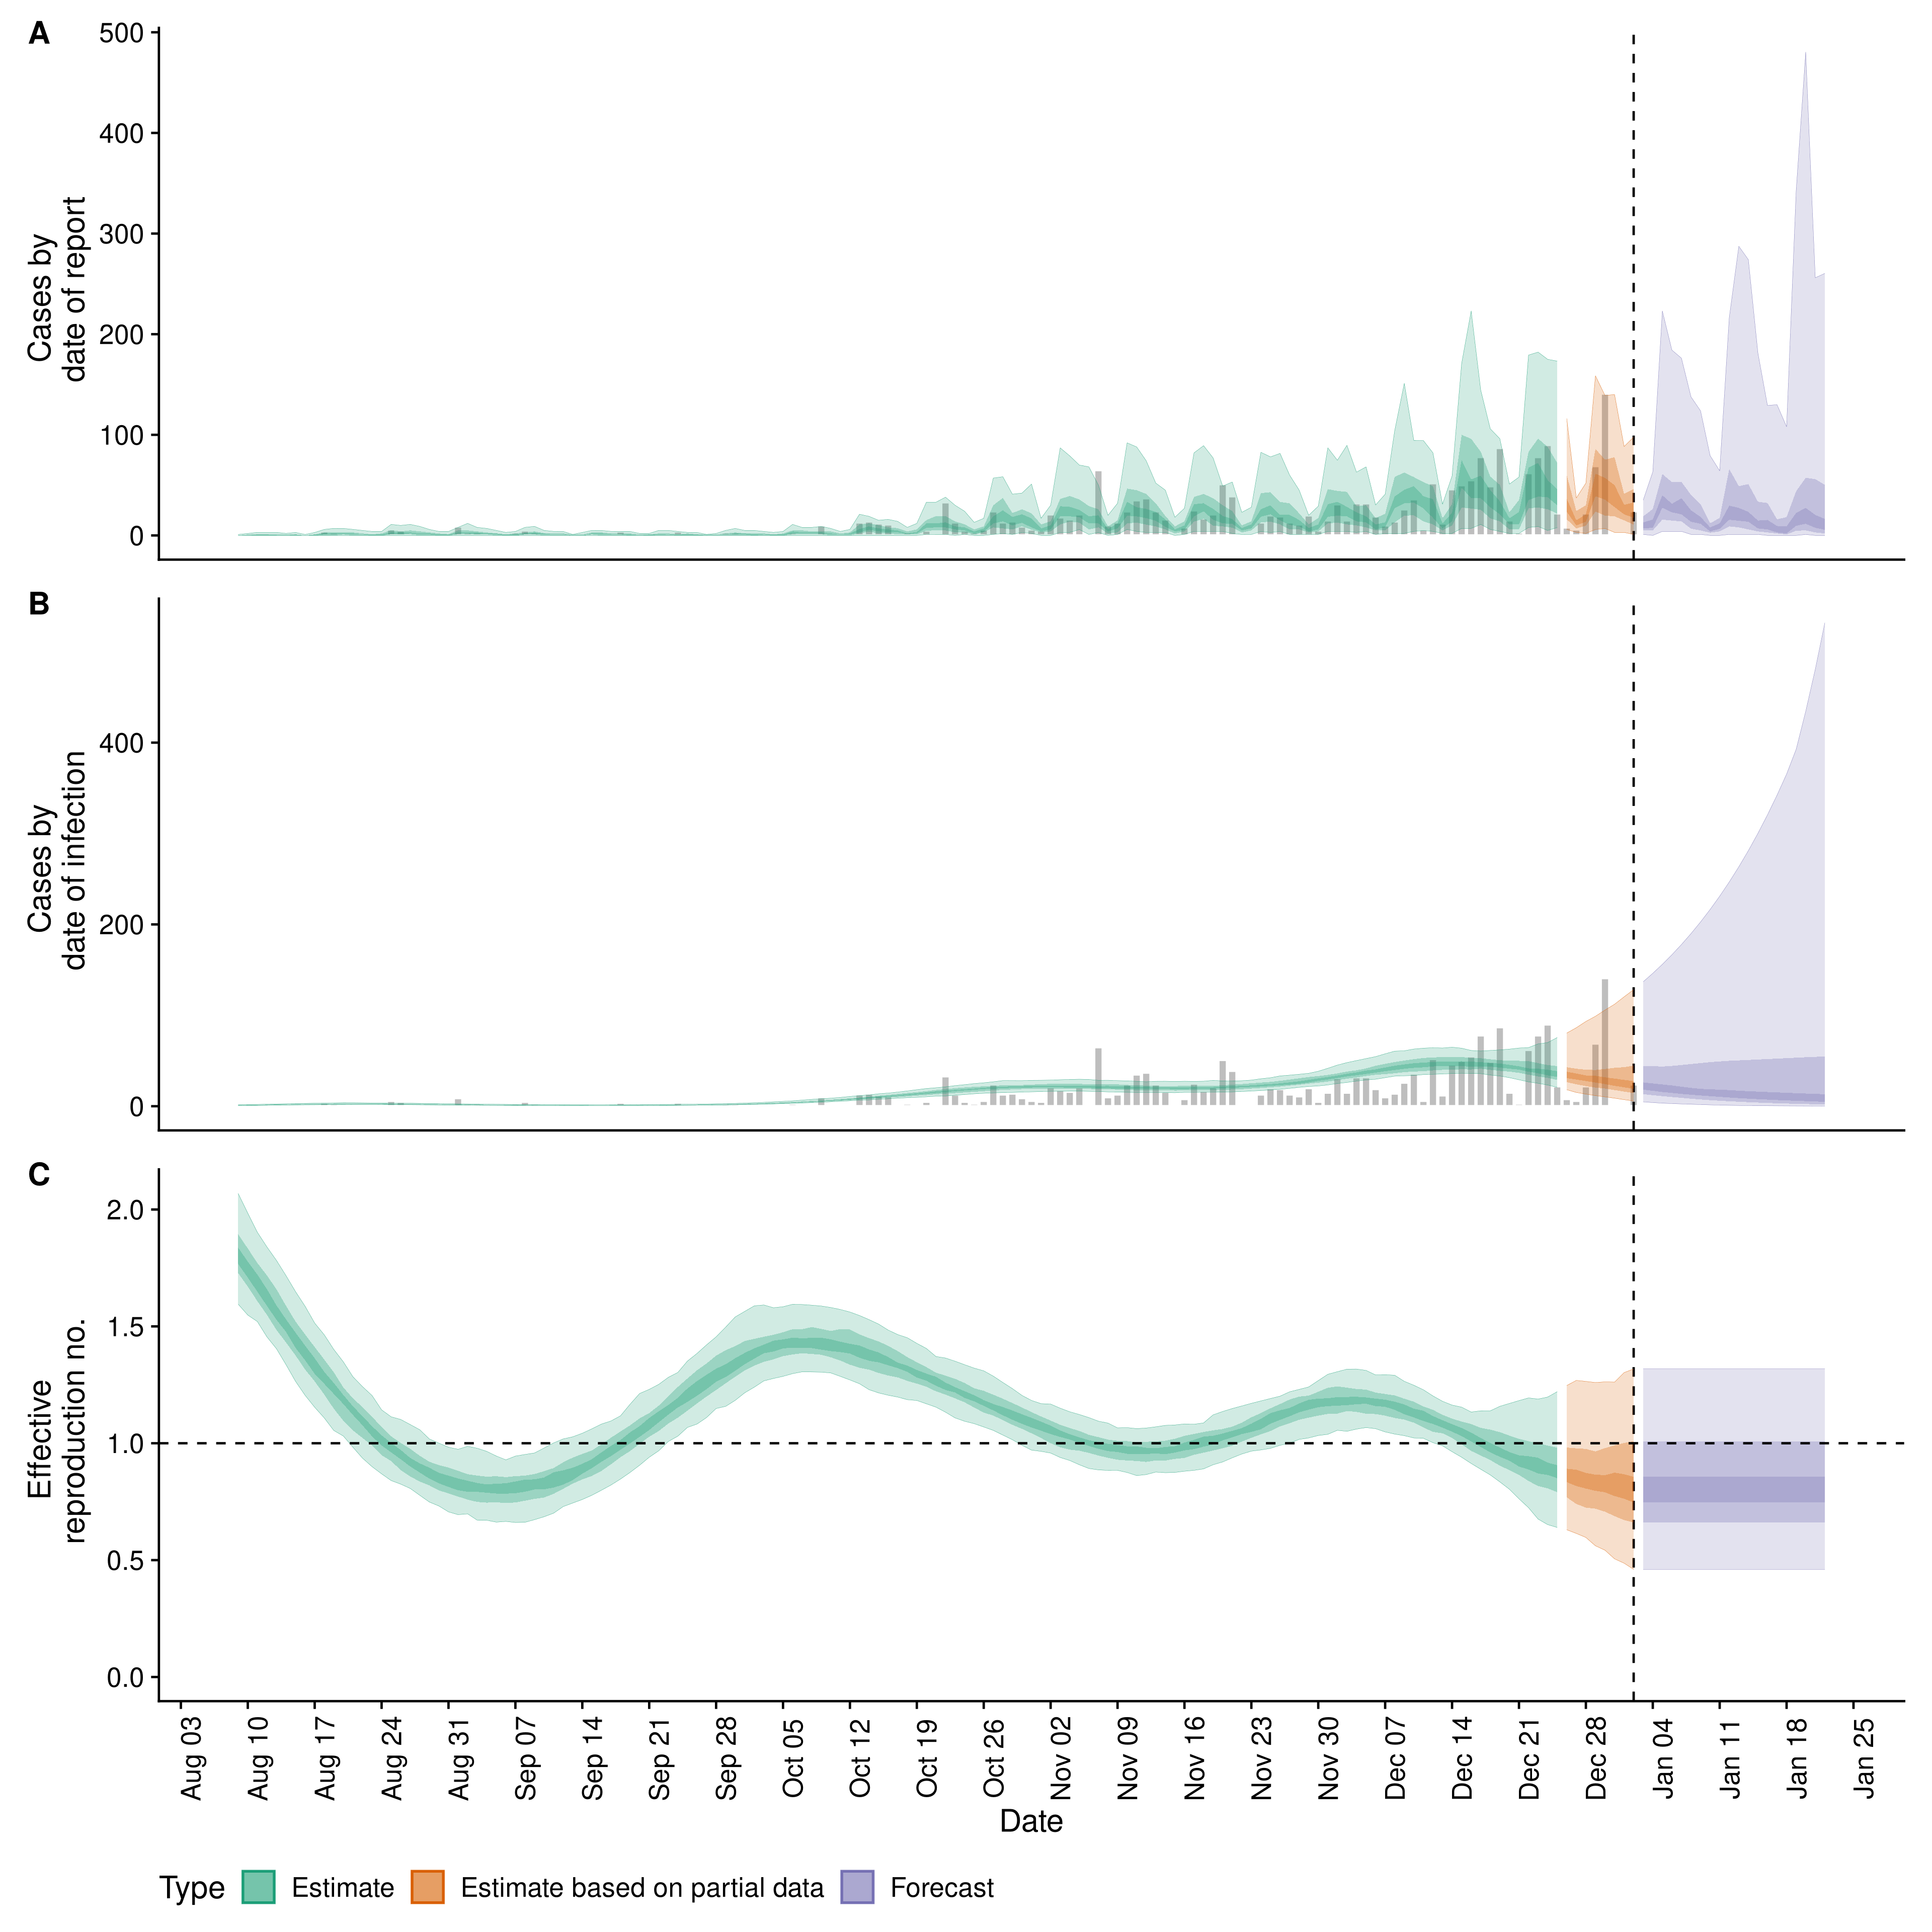 A
500
400
300
200
100
0
Cases by
date of report
B
400
200
0
Cases by
date of infection
C
2.0
1.5
1.0
0.5
0.0
Effective
reproduction no.
Aug 03
Aug 10
Aug 17
Aug 24
Aug 31
Sep 07
Sep 14
Sep 21
Sep 28
Oct 05
Oct 12
Oct 19
Oct 26
Nov 02
Nov 09
Nov 16
Nov 23
Nov 30
Dec 07
Dec 14
Dec 21
Dec 28
Jan 04
Jan 11
Jan 18
Jan 25
Date
Type Estimate Estimate based on partial data Forecast